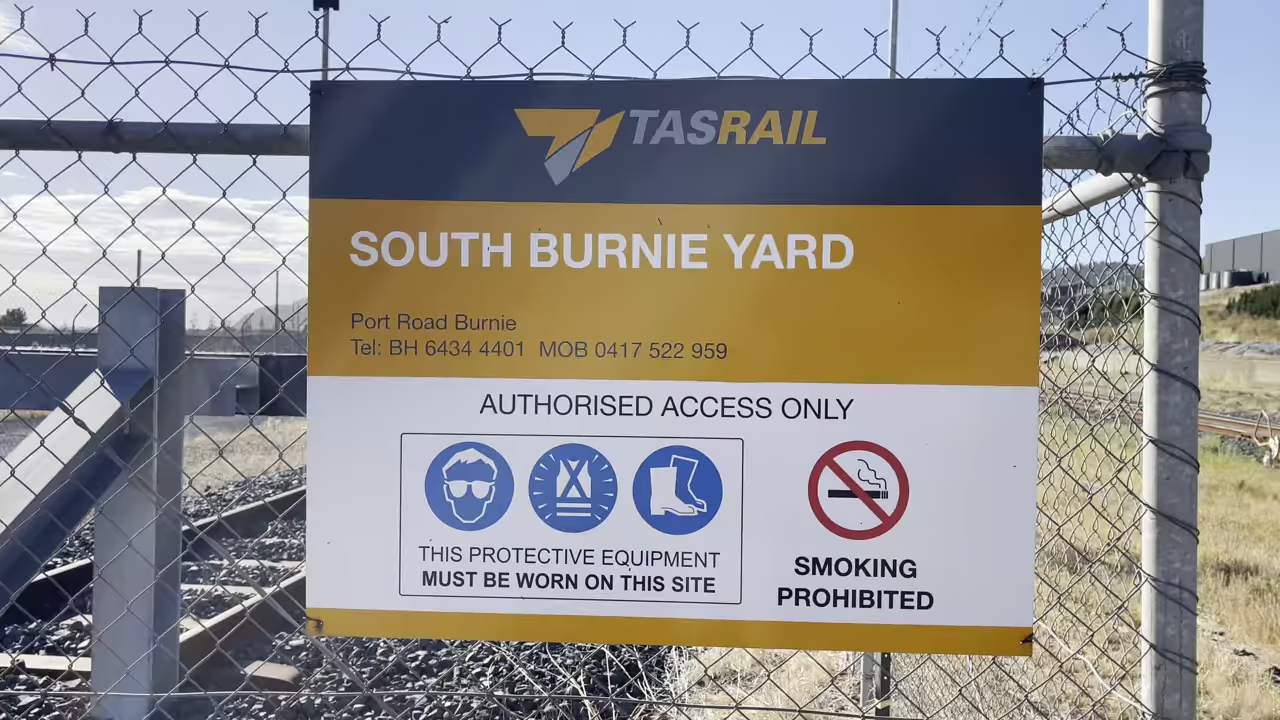 TASRAIL
SOUTH BURNIE YARD
Port Road Burnie
Tel: BH 6434 4401 MOB 0417 522 959
AUTHORISED ACCESS ONLY
THIS PROTECTIVE EQUIPMENT
MUST BE WORN ON THIS SITE
SMOKING
PROHIBITED